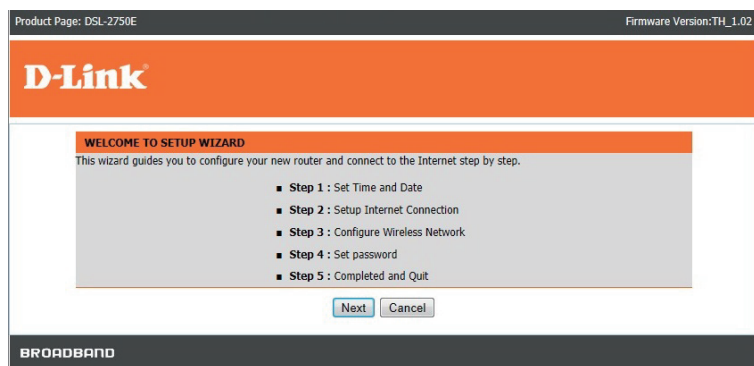 Product Page: DSL-2750E Firmware Version:TH_1.02
D-Link
WELCOME TO SETUP WIZARD
This wizard guides you to configure your new router and connect to the Internet step by step.
■ Step 1 : Set Time and Date
■ Step 2 : Setup Internet Connection
■ Step 3 : Configure Wireless Network
■ Step 4 : Set password
■ Step 5 : Completed and Quit
Next Cancel
BROADBAND